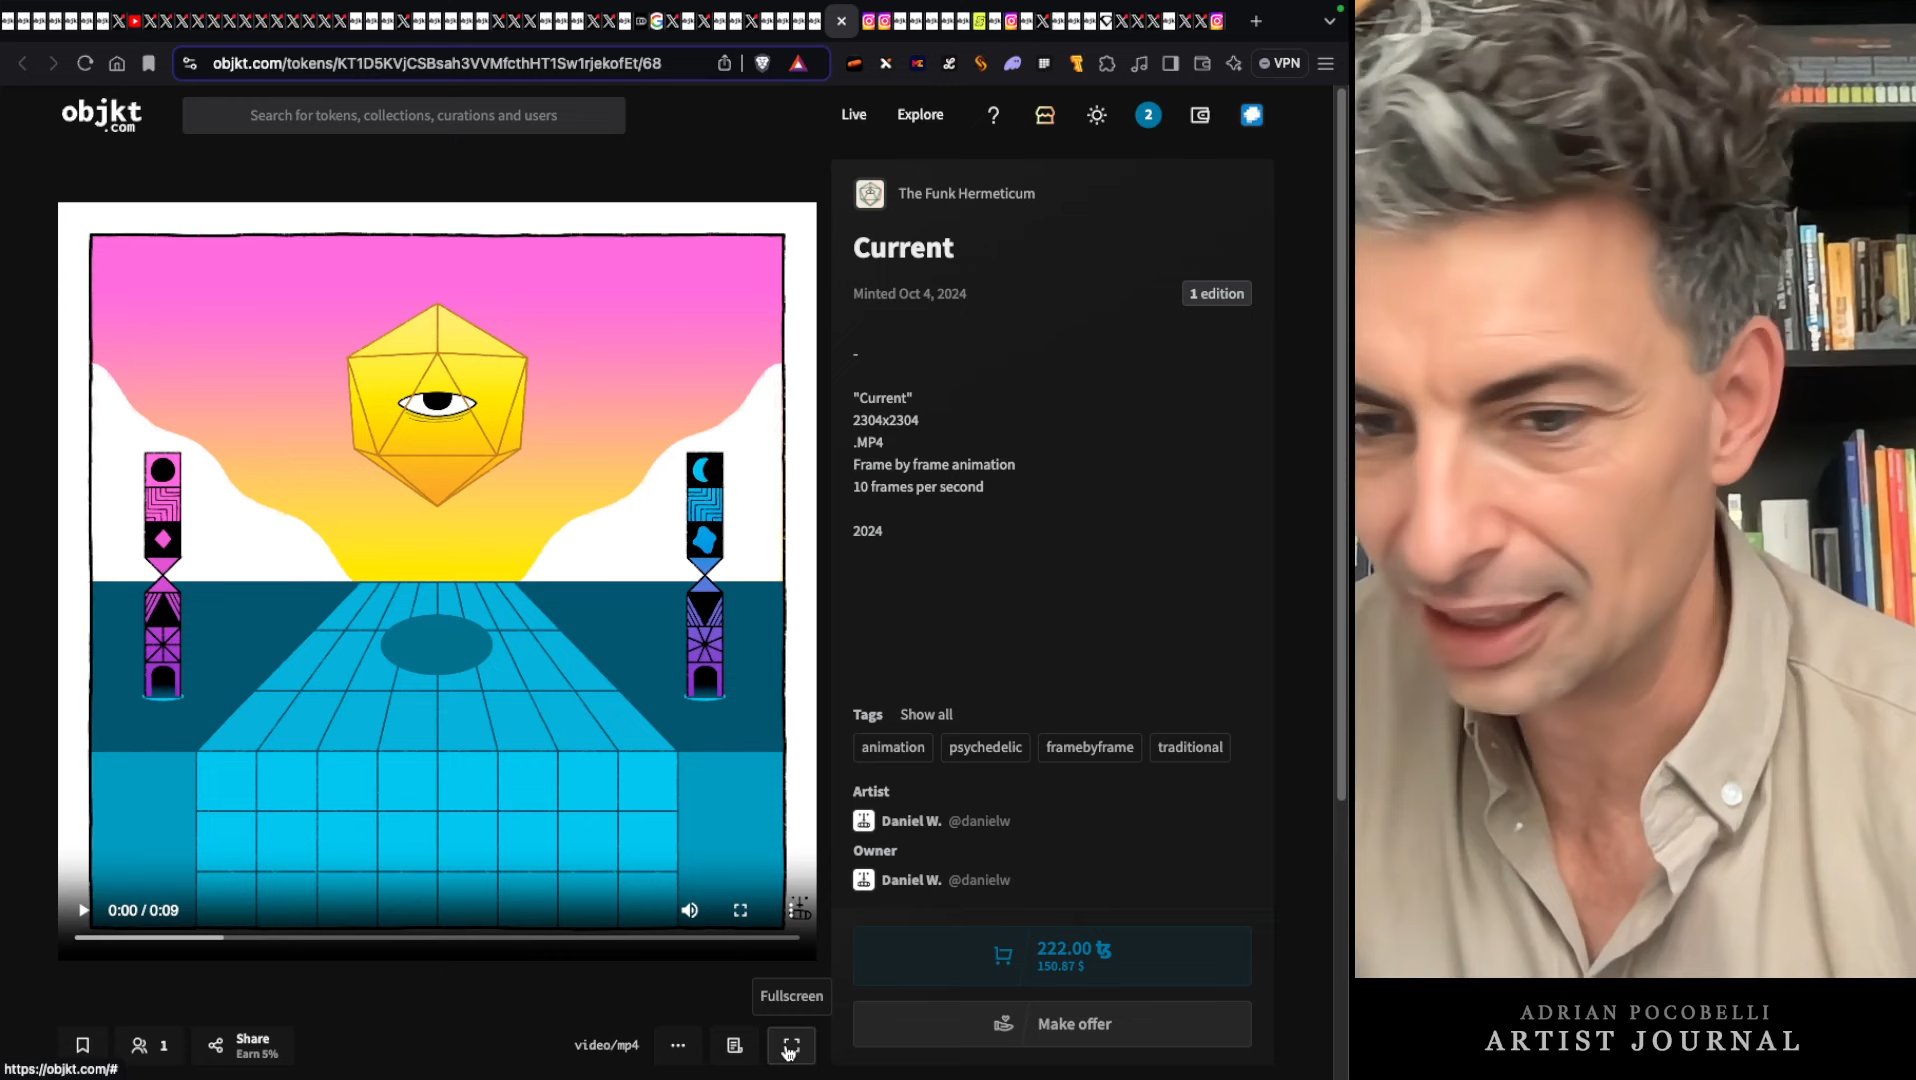 objkt.com/tokens/KT1D5KVjCSBsah3VVMfcthHT1Sw1rjekofEt/68
VPN
objkt
.com
Search for tokens, collections, curations and users
Live
Explore
?
2
The Funk Hermeticum
Current
Minted Oct 4, 2024
1 edition
-
"Current"
2304x2304
.MP4
Frame by frame animation
10 frames per second
2024
Tags
Show all
animation
psychedelic
framebyframe
traditional
Artist
Daniel W. @danielw
Owner
Daniel W. @danielw
0:00 / 0:09
222.00 ꜩ
150.87 $
Fullscreen
Make offer
1
Share
Earn 5%
video/mp4
https://objkt.com/#
ADRIAN POCOBELLI
ARTIST JOURNAL